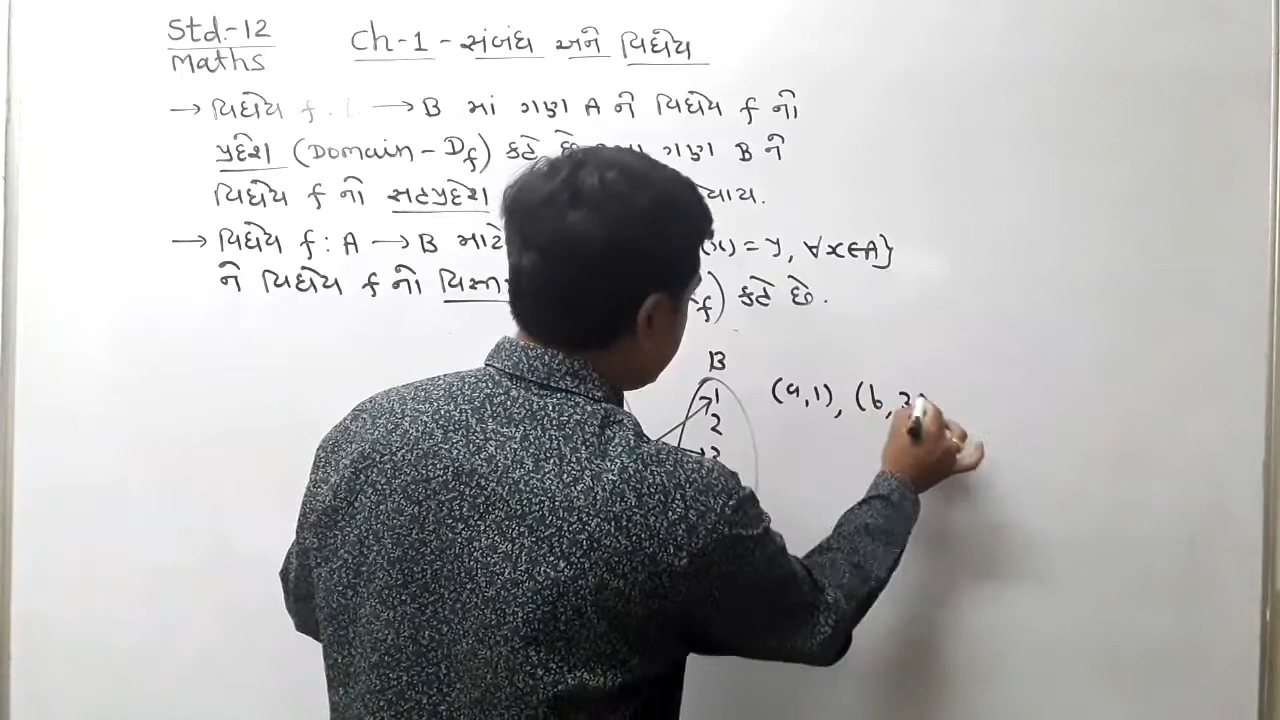 Std.-12
Maths
Ch-1 - સંબંધ અને વિધેય
→ વિધેય f : → B માં ગણ A ને વિધેય f નો
પ્રદેશ (Domain - Df) કહે છે ગણ B ને
વિધેય f નો સહપ્રદેશ
→ વિધેય f : A → B માટે = y, ∀x∈A}
ને વિધેય f નો f) કહે છે.
B
1
2
3
(a,1), (b,3